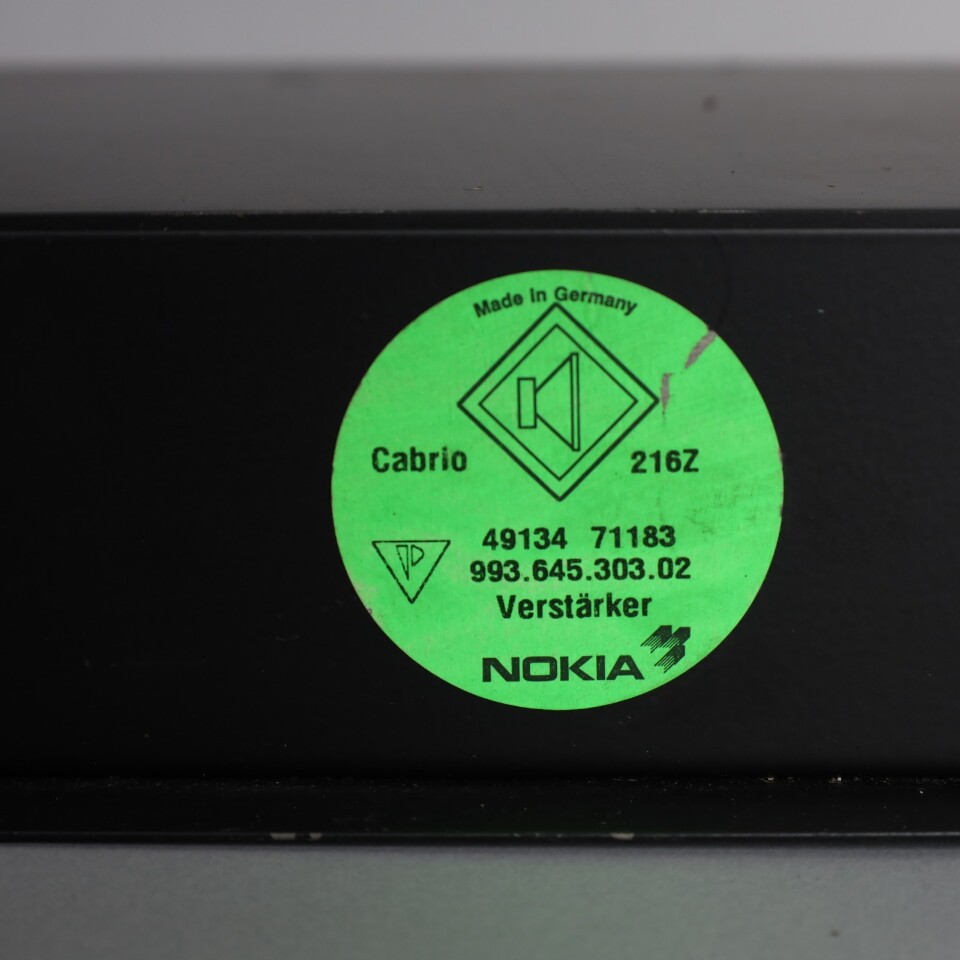 Made in Germany
Cabrio 216Z
49134 71183
993.645.303.02
Verstärker
NOKIA